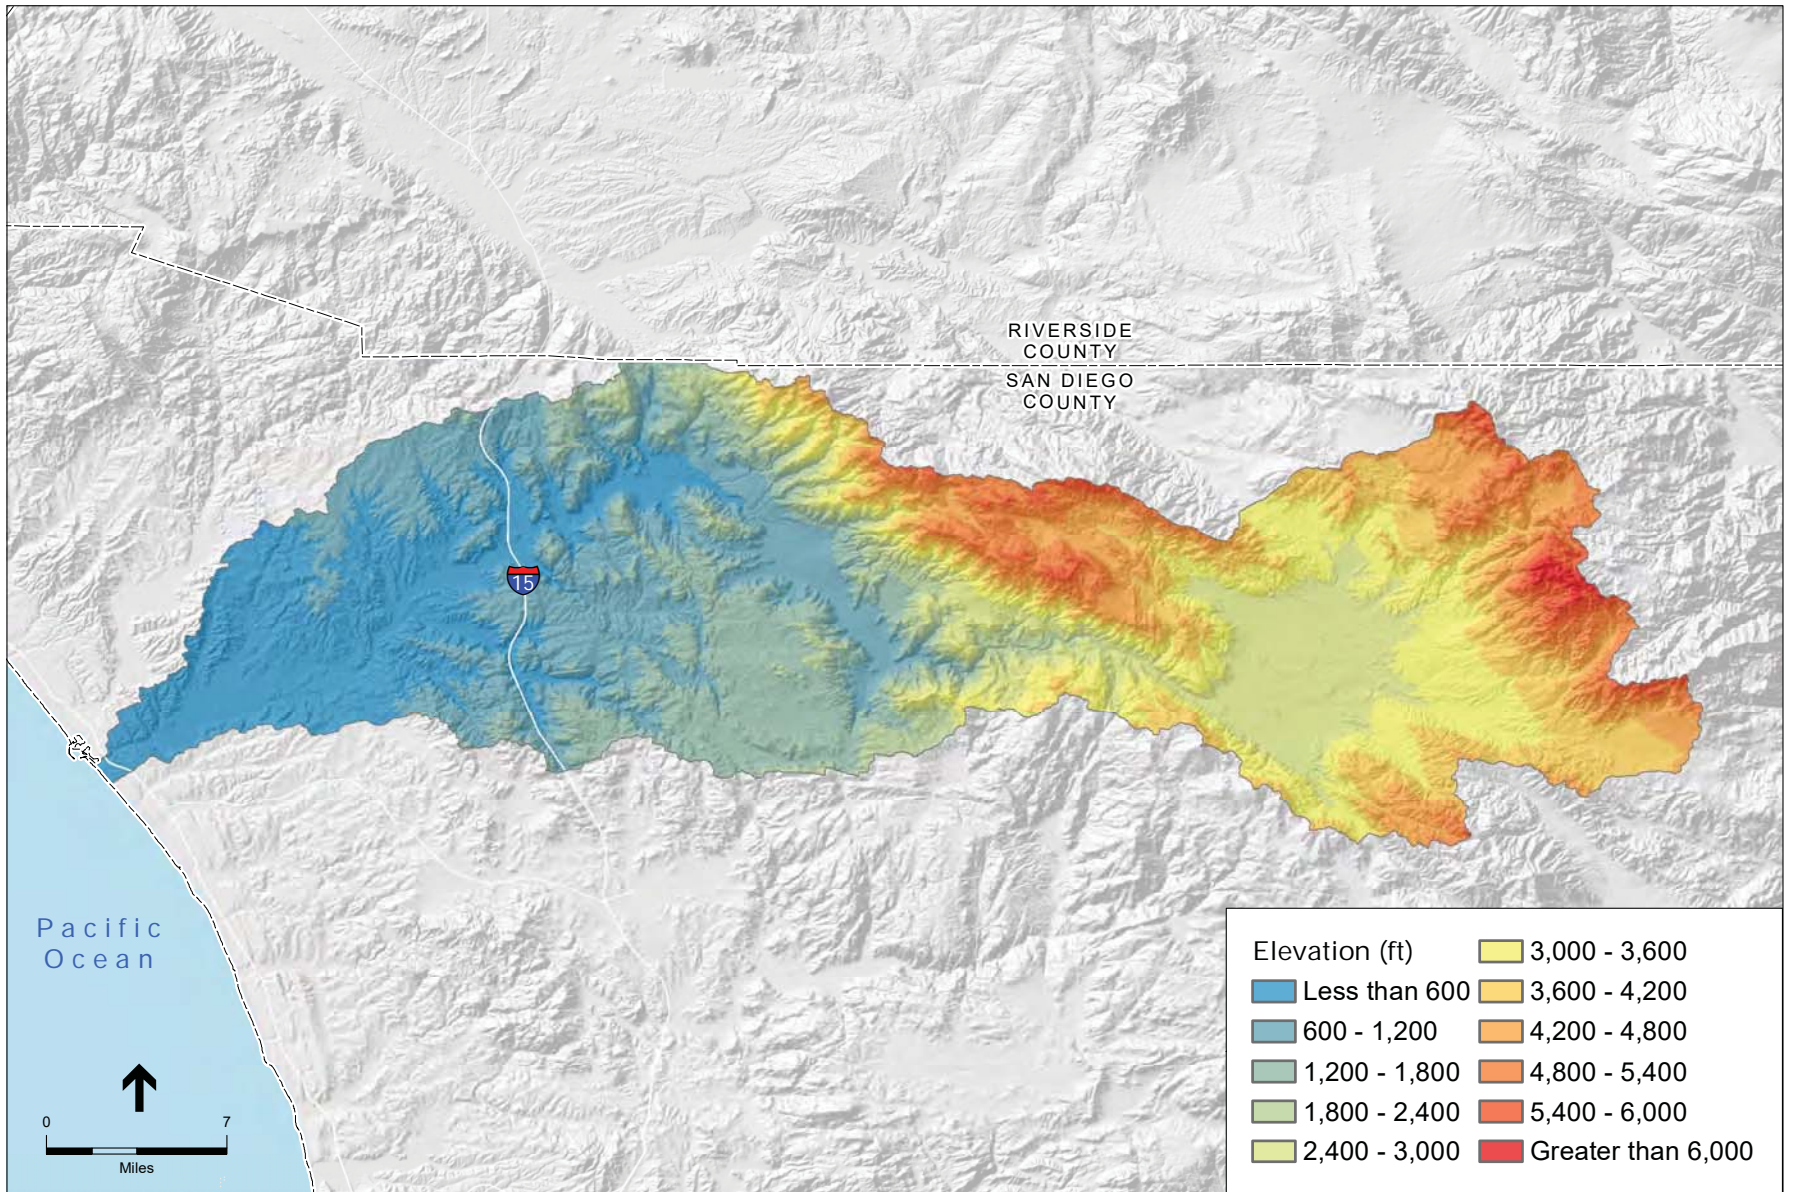 RIVERSIDE
COUNTY
SAN DIEGO
COUNTY
15
Pacific
Ocean
0 7
Miles
Elevation (ft)
Less than 600
600 - 1,200
1,200 - 1,800
1,800 - 2,400
2,400 - 3,000
3,000 - 3,600
3,600 - 4,200
4,200 - 4,800
4,800 - 5,400
5,400 - 6,000
Greater than 6,000